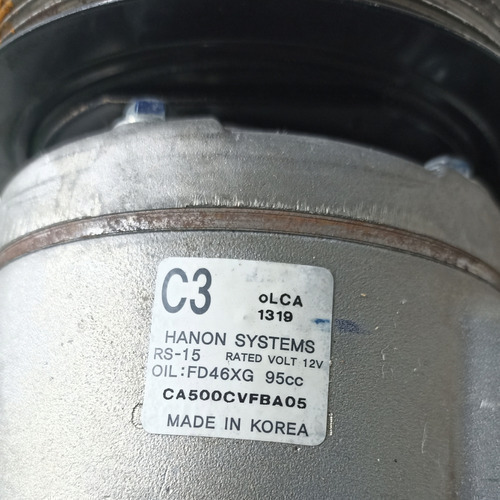 C3 oLCA
1319
HANON SYSTEMS
RS-15 RATED VOLT 12V
OIL:FD46XG 95cc
CA500CVFBA05
MADE IN KOREA